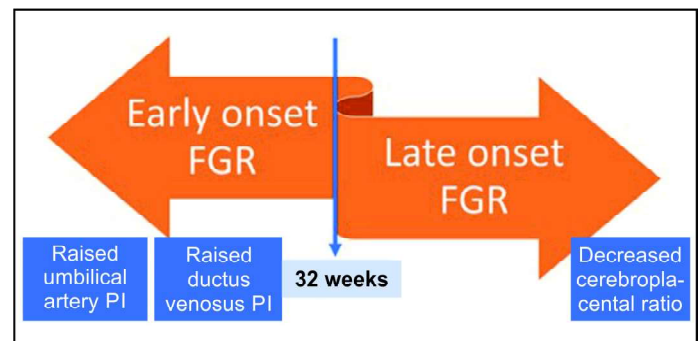 Early onset
FGR
Late onset
FGR
Raised
umbilical
artery PI
Raised
ductus
venosus PI
32 weeks
Decreased
cerebropla-
cental ratio